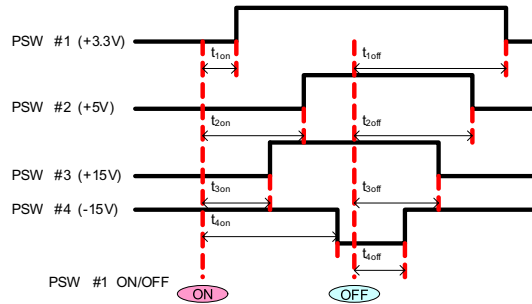 PSW #1 (+3.3V)
t1on
t1off
PSW #2 (+5V)
t2on
t2off
PSW #3 (+15V)
t3on
t3off
PSW #4 (-15V)
t4on
t4off
PSW #1 ON/OFF
ON
OFF